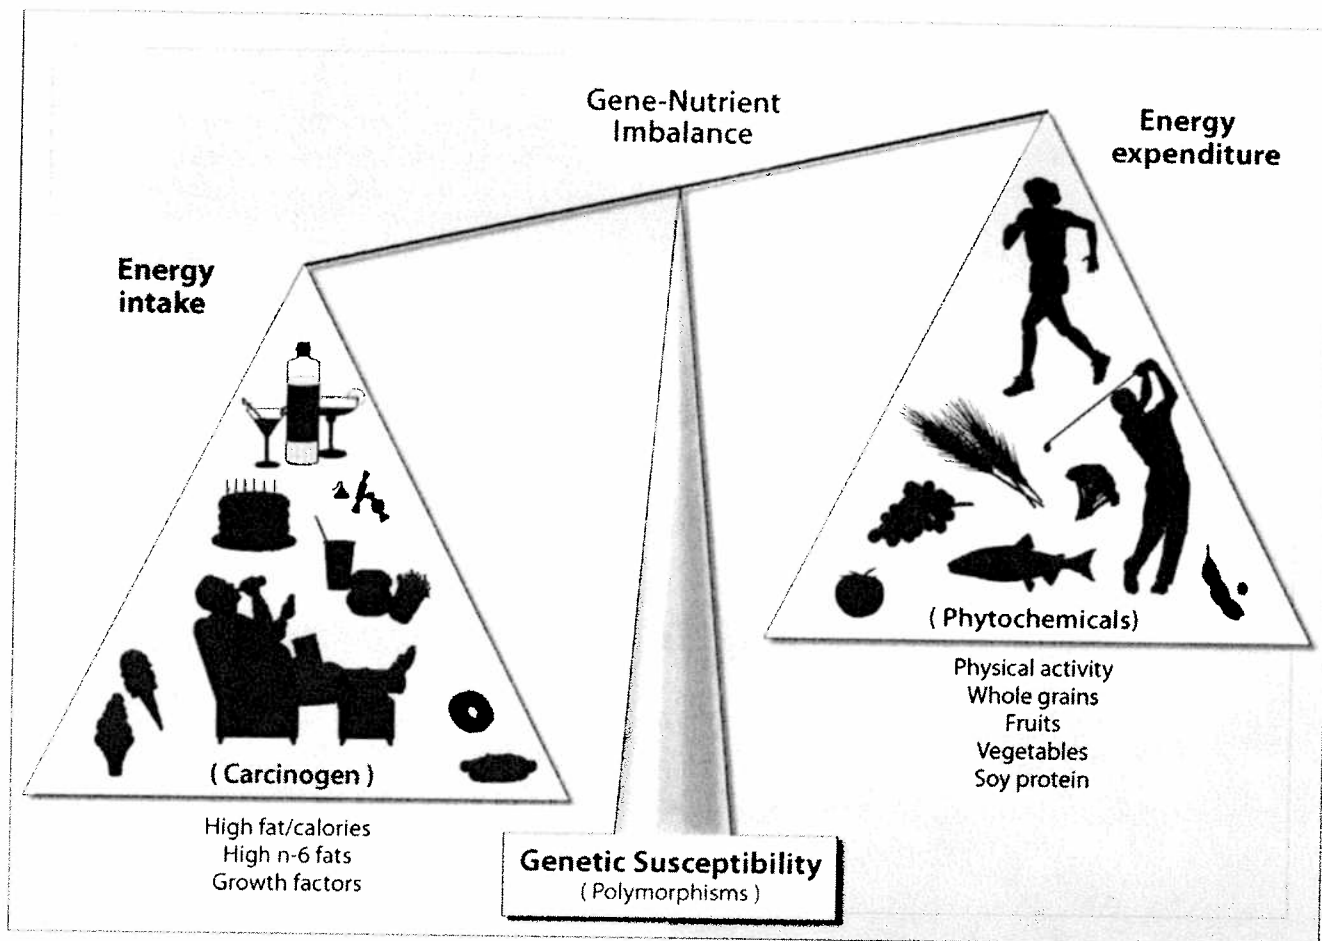 Gene-Nutrient
Imbalance
Energy
expenditure
Energy
intake
( Carcinogen )
High fat/calories
High n-6 fats
Growth factors
( Phytochemicals)
Physical activity
Whole grains
Fruits
Vegetables
Soy protein
Genetic Susceptibility
( Polymorphisms )